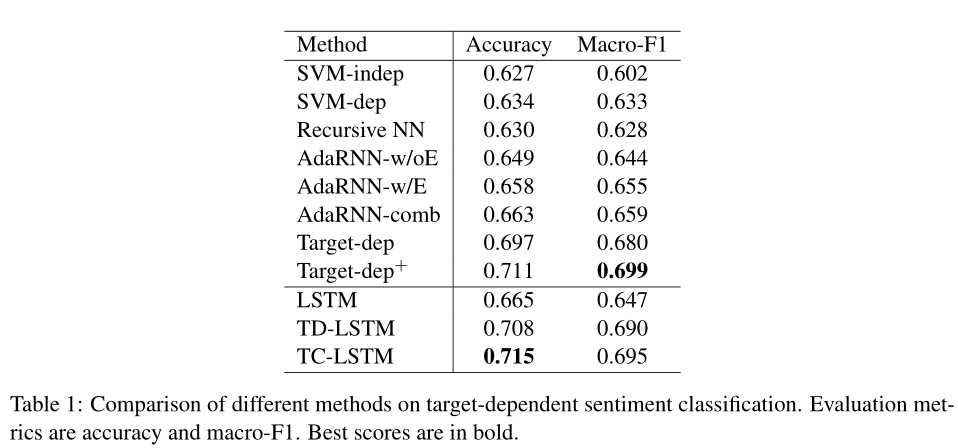 Method Accuracy Macro-F1
SVM-indep 0.627 0.602
SVM-dep 0.634 0.633
Recursive NN 0.630 0.628
AdaRNN-w/oE 0.649 0.644
AdaRNN-w/E 0.658 0.655
AdaRNN-comb 0.663 0.659
Target-dep 0.697 0.680
Target-dep⁺ 0.711 0.699
LSTM 0.665 0.647
TD-LSTM 0.708 0.690
TC-LSTM 0.715 0.695
Table 1: Comparison of different methods on target-dependent sentiment classification. Evaluation met-
rics are accuracy and macro-F1. Best scores are in bold.